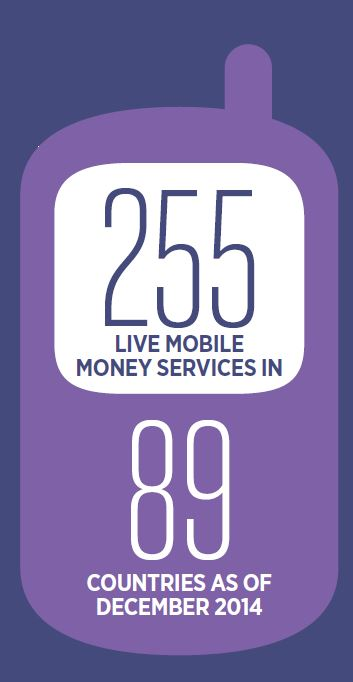 255
LIVE MOBILE
MONEY SERVICES IN
89
COUNTRIES AS OF
DECEMBER 2014